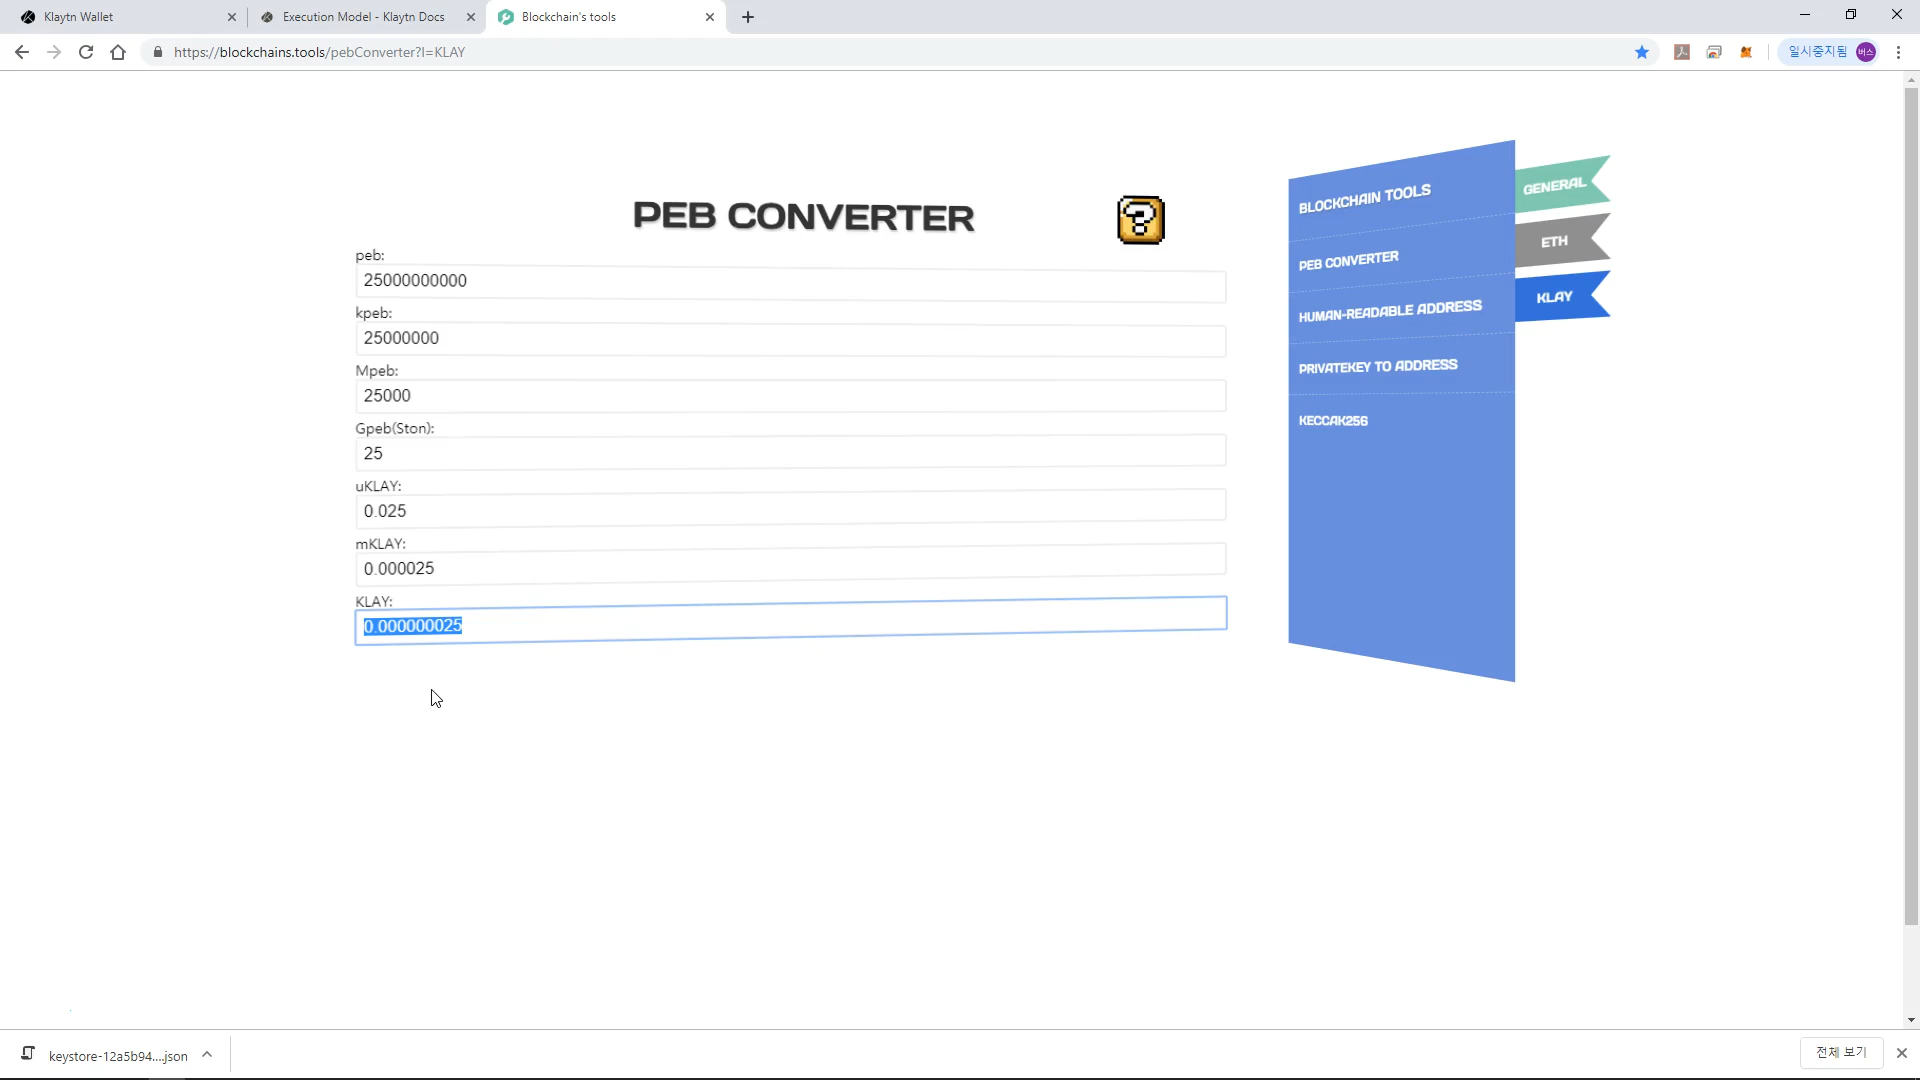 Klaytn Wallet
Execution Model - Klaytn Docs
Blockchain's tools
https://blockchains.tools/pebConverter?l=KLAY
일시중지됨
버스
PEB CONVERTER
peb:
25000000000
kpeb:
25000000
Mpeb:
25000
Gpeb(Ston):
25
uKLAY:
0.025
mKLAY:
0.000025
KLAY:
0.000000025
BLOCKCHAIN TOOLS
PEB CONVERTER
HUMAN-READABLE ADDRESS
PRIVATEKEY TO ADDRESS
KECCAK256
GENERAL
ETH
KLAY
keystore-12a5b94....json
전체 보기